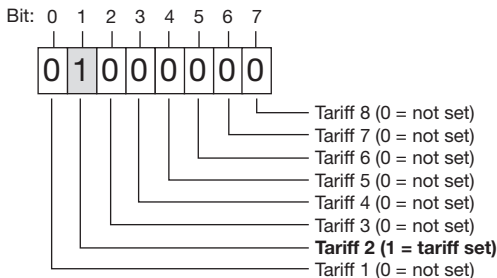 Bit: 0 1 2 3 4 5 6 7
0 1 0 0 0 0 0 0
Tariff 8 (0 = not set)
Tariff 7 (0 = not set)
Tariff 6 (0 = not set)
Tariff 5 (0 = not set)
Tariff 4 (0 = not set)
Tariff 3 (0 = not set)
Tariff 2 (1 = tariff set)
Tariff 1 (0 = not set)